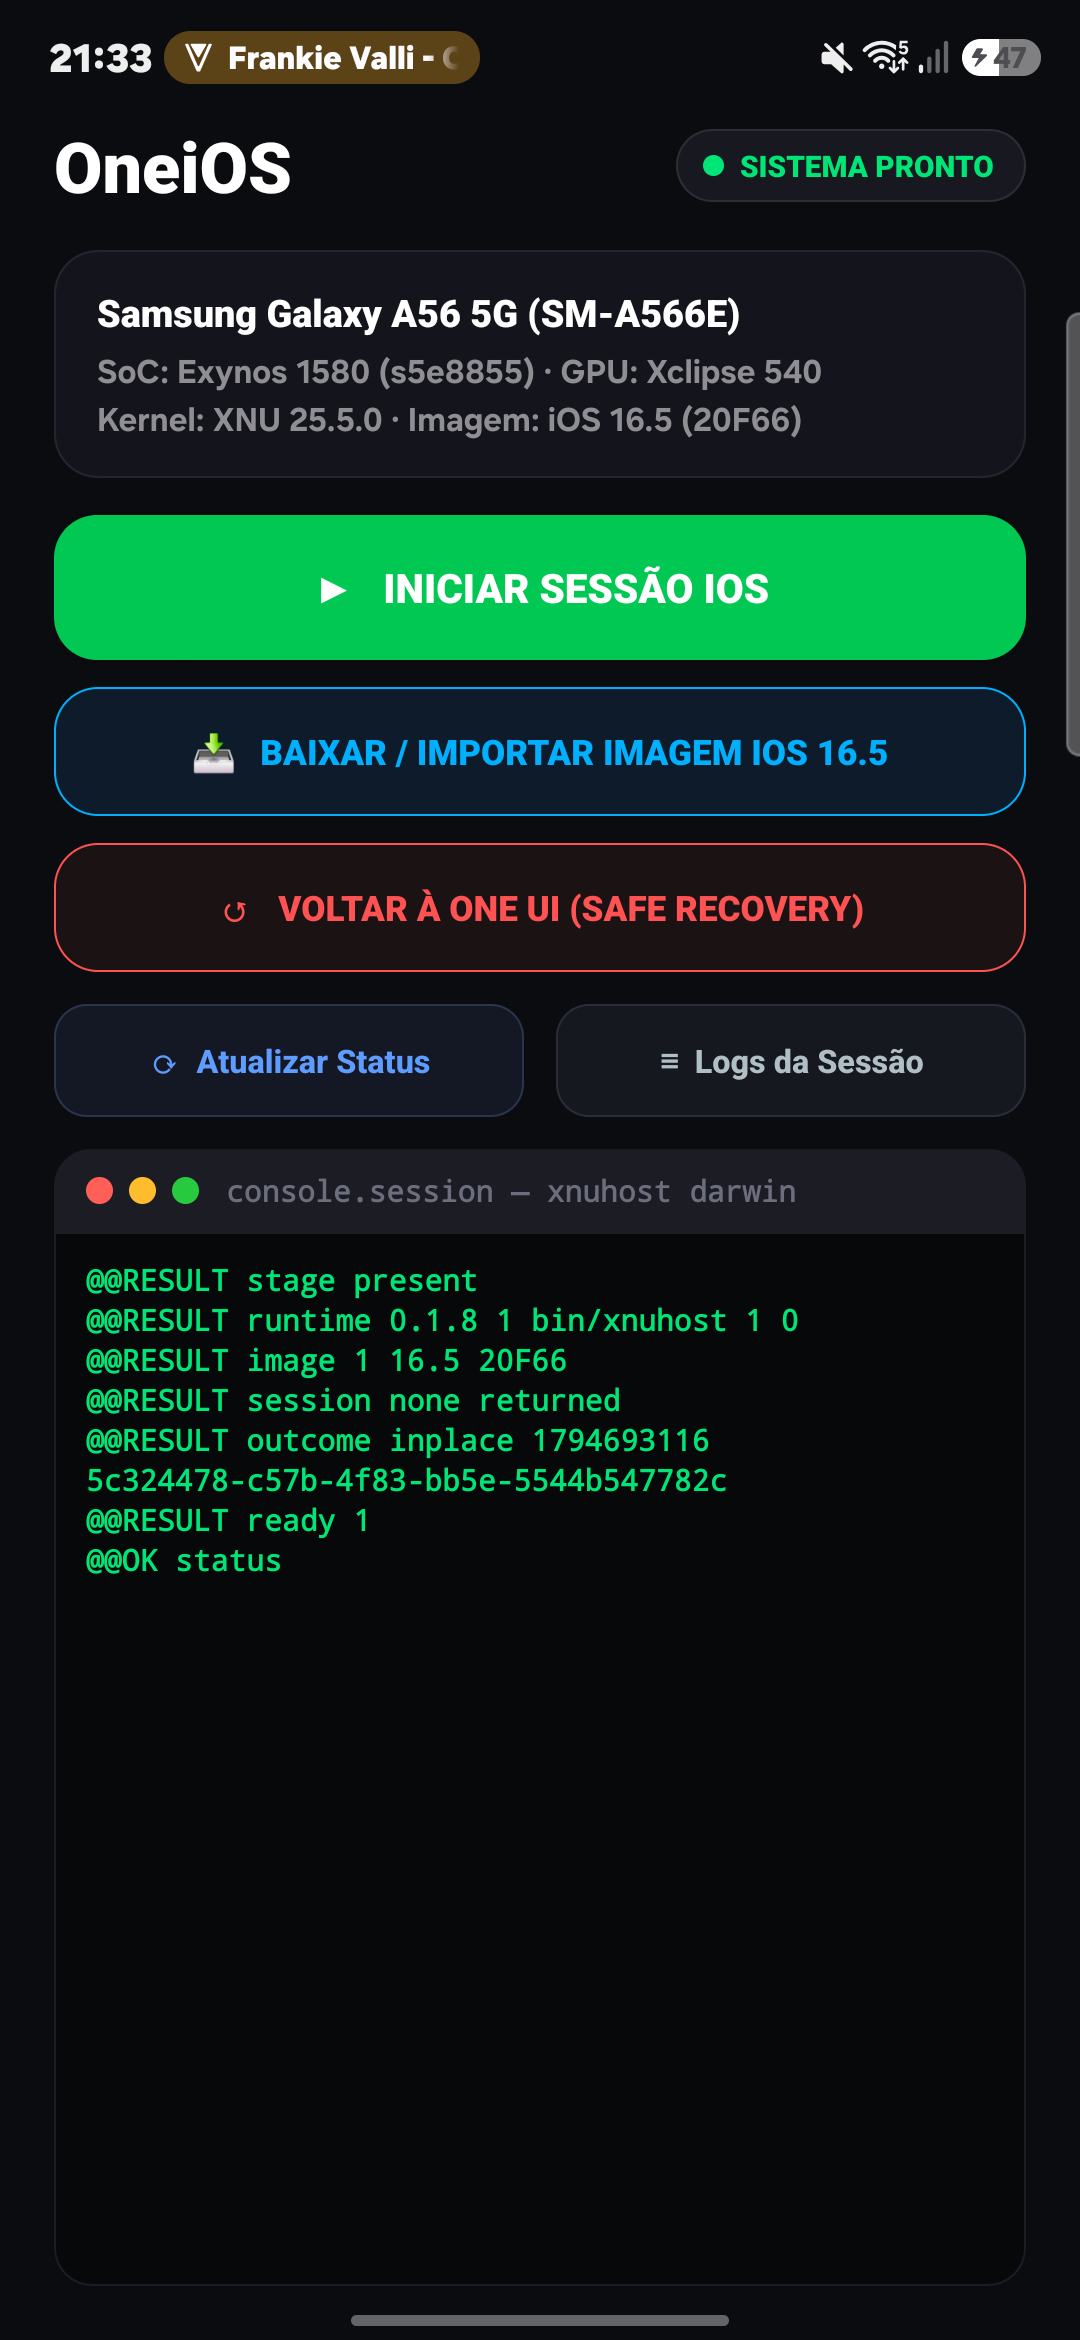 21:33 Frankie Valli - 5 47
OneiOS
SISTEMA PRONTO
Samsung Galaxy A56 5G (SM-A566E)
SoC: Exynos 1580 (s5e8855) · GPU: Xclipse 540
Kernel: XNU 25.5.0 · Imagem: iOS 16.5 (20F66)
▶ INICIAR SESSÃO IOS
📥 BAIXAR / IMPORTAR IMAGEM IOS 16.5
↺ VOLTAR À ONE UI (SAFE RECOVERY)
⟳ Atualizar Status
≡ Logs da Sessão
console.session — xnuhost darwin
@@RESULT stage present
@@RESULT runtime 0.1.8 1 bin/xnuhost 1 0
@@RESULT image 1 16.5 20F66
@@RESULT session none returned
@@RESULT outcome inplace 1794693116
5c324478-c57b-4f83-bb5e-5544b547782c
@@RESULT ready 1
@@OK status